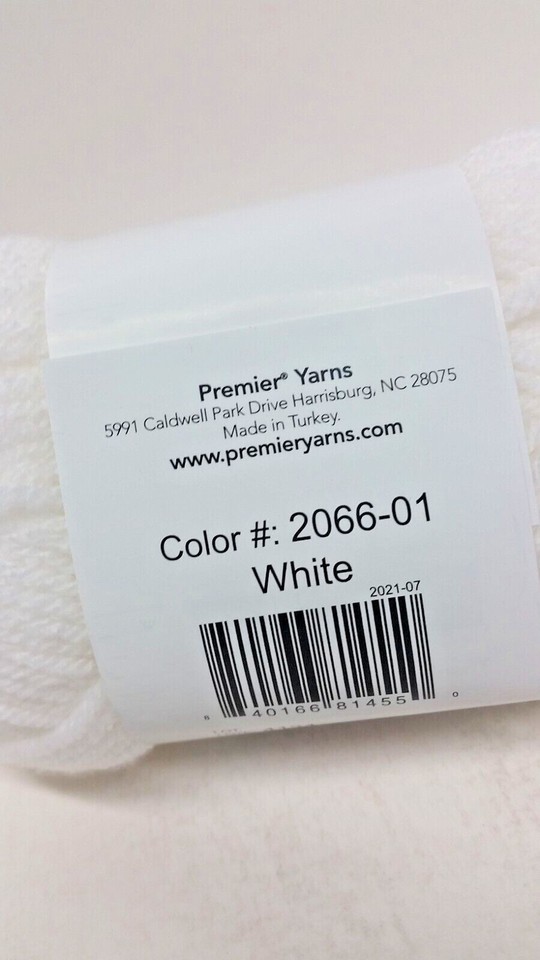 Premier® Yarns
5991 Caldwell Park Drive Harrisburg, NC 28075
Made in Turkey.
www.premieryarns.com
Color #: 2066-01
White
2021-07
8 40166 81455 0